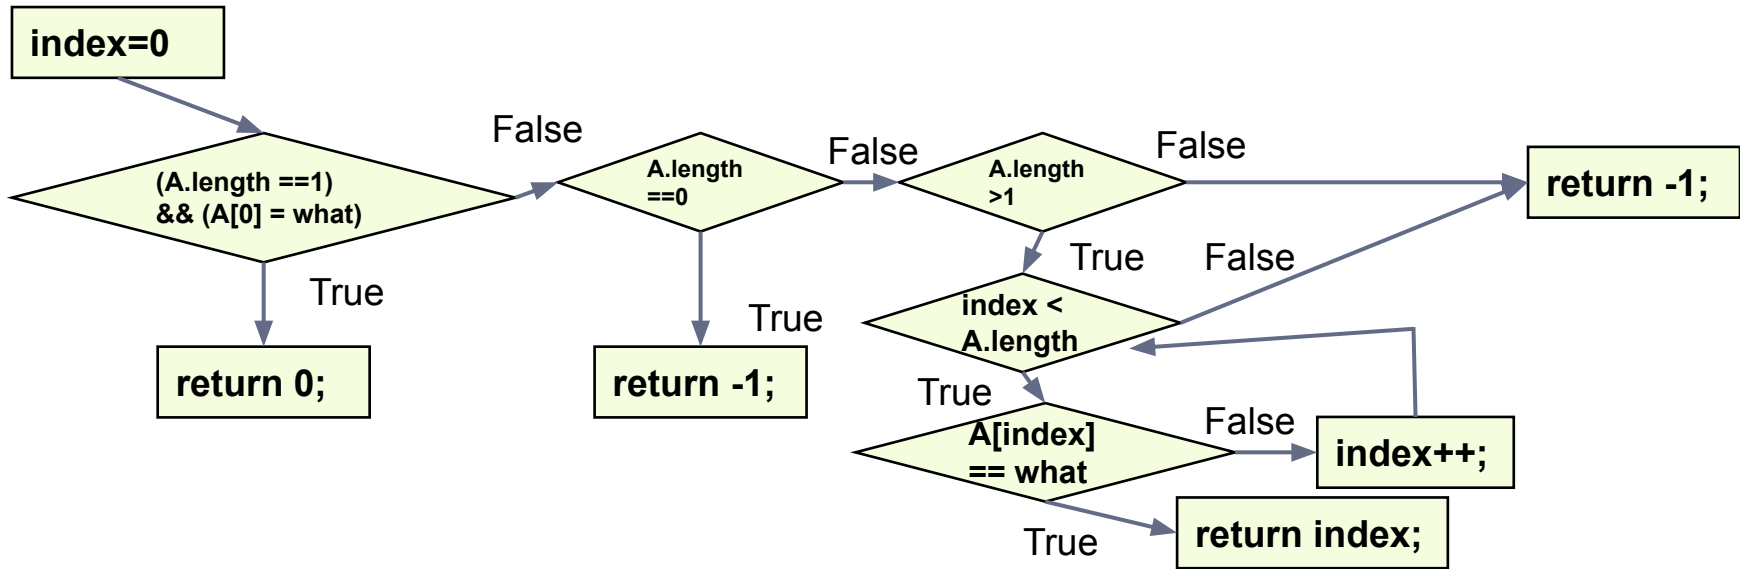 index=0
False
(A.length ==1)
&& (A[0] = what)
True
return 0;
A.length
==0
False
True
return -1;
A.length
>1
False
return -1;
True
False
index <
A.length
True
A[index]
== what
False
index++;
True
return index;